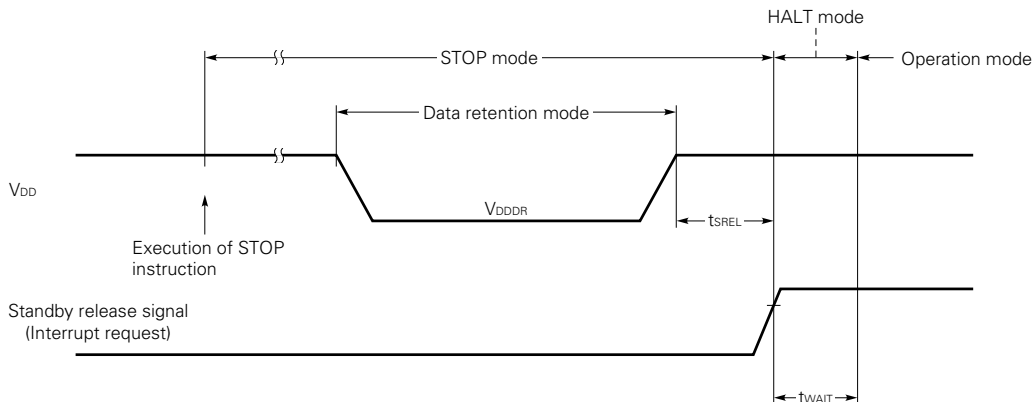 HALT mode
STOP mode
Operation mode
Data retention mode
VDD
VDDDR
tSREL
Execution of STOP
instruction
Standby release signal
(Interrupt request)
tWAIT